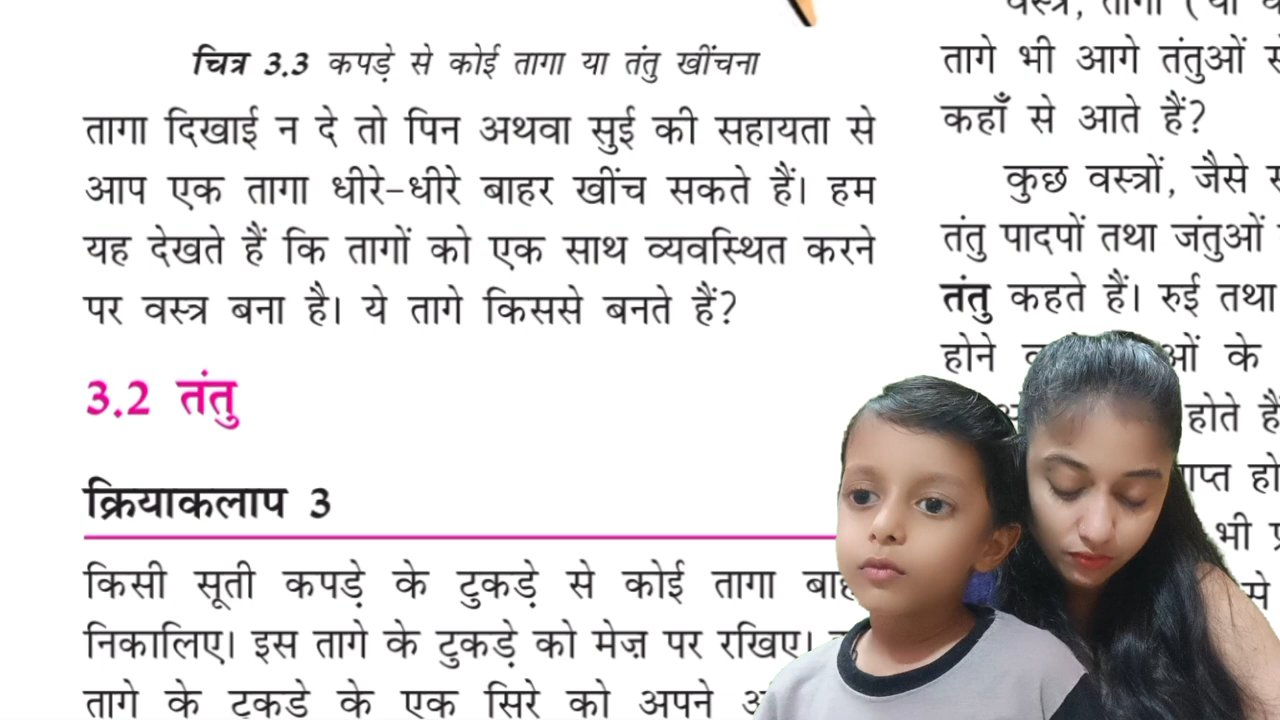 चित्र 3.3 कपड़े से कोई तागा या तंतु खींचना
तागा दिखाई न दे तो पिन अथवा सुई की सहायता से
आप एक तागा धीरे-धीरे बाहर खींच सकते हैं। हम
यह देखते हैं कि तागों को एक साथ व्यवस्थित करने
पर वस्त्र बना है। ये तागे किससे बनते हैं?
3.2 तंतु
क्रियाकलाप 3
किसी सूती कपड़े के टुकड़े से कोई तागा
निकालिए। इस तागे के टुकड़े को मेज़ पर रखिए।
तागे के टुकडे के एक सिरे को अपने
तागे भी आगे तंतुओं
कहाँ से आते हैं?
कुछ वस्त्रों, जैसे
तंतु पादपों तथा जंतुओं
तंतु कहते हैं। रुई तथा
होने के
होते हैं
भी